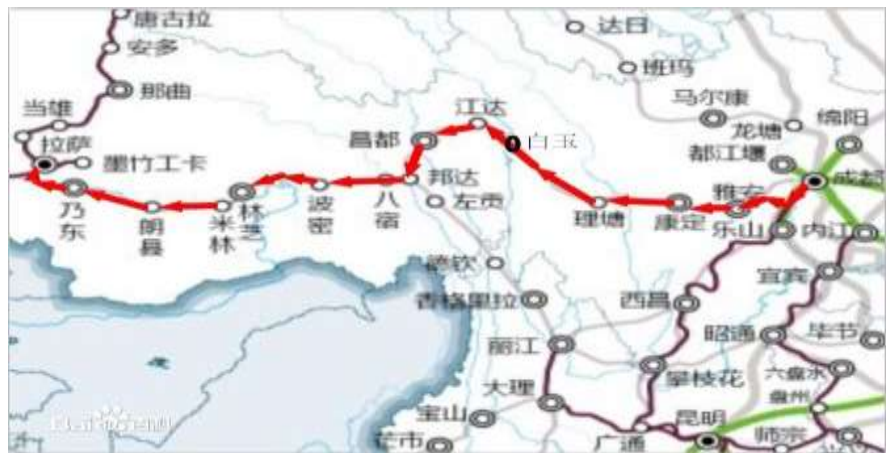 唐古拉
安多
达日
班玛
那曲
当雄
马尔康
绵阳
江达
龙塘
拉萨
昌都
白玉
都江堰
墨竹工卡
邦达
成都
乃东
林芝
波密
八宿
左贡
雅安
朗县
米林
理塘
康定
乐山
内江
德钦
宜宾
香格里拉
西昌
昭通
毕节
丽江
六盘水
攀枝花
大理
盘州
宝山
昆明
芒市
广通
师宗